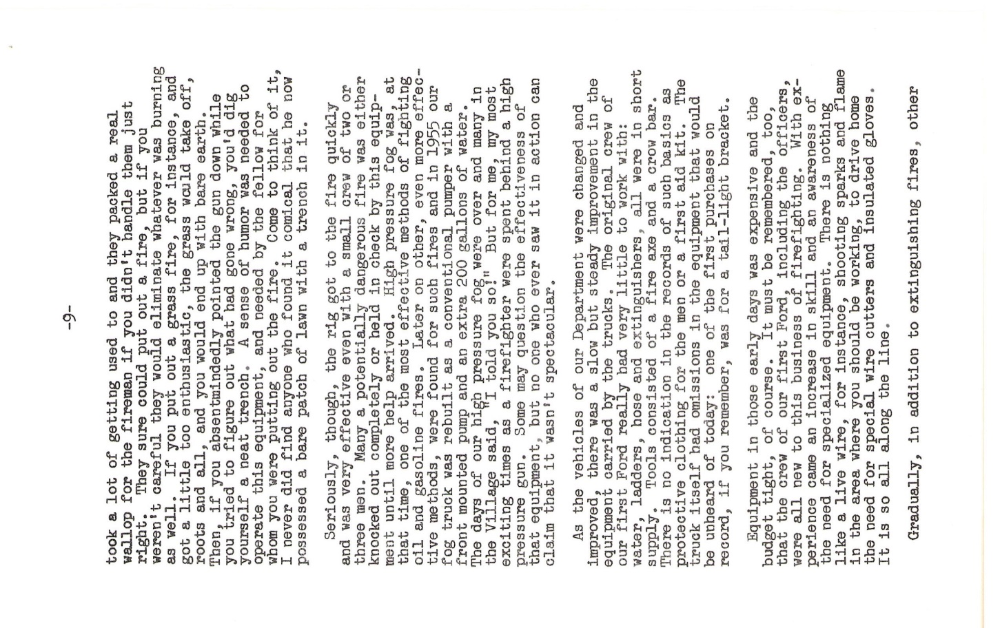 -9-
took a lot of getting used to and they packed a real
wallop for the fireman if you didn't handle them just
right.  They sure could put out a fire, but if you
weren't careful they would eliminate whatever was burning
as well.  If you put out a grass fire, for instance, and
got a little too enthusiastic, the grass would take off,
roots and all, and you would end up with bare earth.
Then, if you absentmindedly pointed the gun down while
you tried to figure out what had gone wrong, you'd dig
yourself a neat trench.  A sense of humor was needed to
operate this equipment, and needed by the fellow for
whom you were putting out the fire.  Come to think of it,
I never did find anyone who found it comical that he now
possessed a bare patch of lawn with a trench in it.
Seriously, though, the rig got to the fire quickly
and was very effective even with a small crew of two or
three men.  Many a potentially dangerous fire was either
knocked out completely or held in check by this equip-
ment until more help arrived.  High pressure fog was, at
that time, one of the most effective methods of fighting
oil and gasoline fires.  Later on other, even more effec-
tive methods, were found for such fires and in 1955 our
fog truck was rebuilt as a conventional pumper with a
front mounted pump and an extra 200 gallons of water.
The days of our high pressure fog were over and many in
the Village said, "I told you so!"  But for me, my most
exciting times as a firefighter were spent behind a high
pressure gun.  Some may question the effectiveness of
that equipment, but no one who ever saw it in action can
claim that it wasn't spectacular.
As the vehicles of our Department were changed and
improved, there was a slow but steady improvement in the
equipment carried by the trucks.  The original crew of
our first Ford really had very little to work with:
water, ladders, hose and extinguishers, all were in short
supply.  Tools consisted of a fire axe and a crow bar.
There is no indication in the records of such basics as
protective clothing for the men or a first aid kit.  The
truck itself had omissions in the equipment that would
be unheard of today:  one of the first purchases on
record, if you remember, was for a tail-light bracket.
Equipment in those early days was expensive and the
budget tight, of course.  It must be remembered, too,
that the crew of our first Ford, including the officers,
were all new to this business of firefighting.  With ex-
perience came an increase in skill and an awareness of
the need for specialized equipment.  There is nothing
like a live wire, for instance, shooting sparks and flame
in the area where you should be working, to drive home
the need for special wire cutters and insulated gloves.
It is so all along the line.
Gradually, in addition to extinguishing fires, other